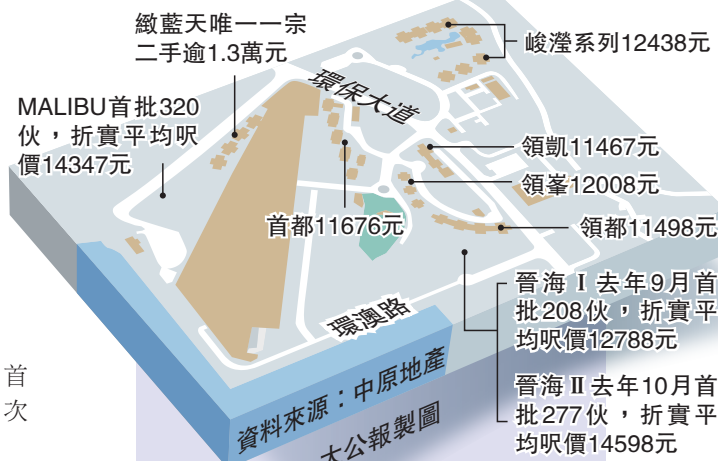 緻藍天唯一一宗
二手逾1.3萬元
峻瀅系列12438元
環保大道
MALIBU首批320
伙，折實平均呎
價14347元
領凱11467元
領峯12008元
首都11676元
領都11498元
晉海 I 去年9月首
批208伙，折實平
均呎價12788元
環澳路
晉海 II 去年10月首
批277伙，折實平
均呎價14598元
首
次
資料來源：中原地產
大公報製圖